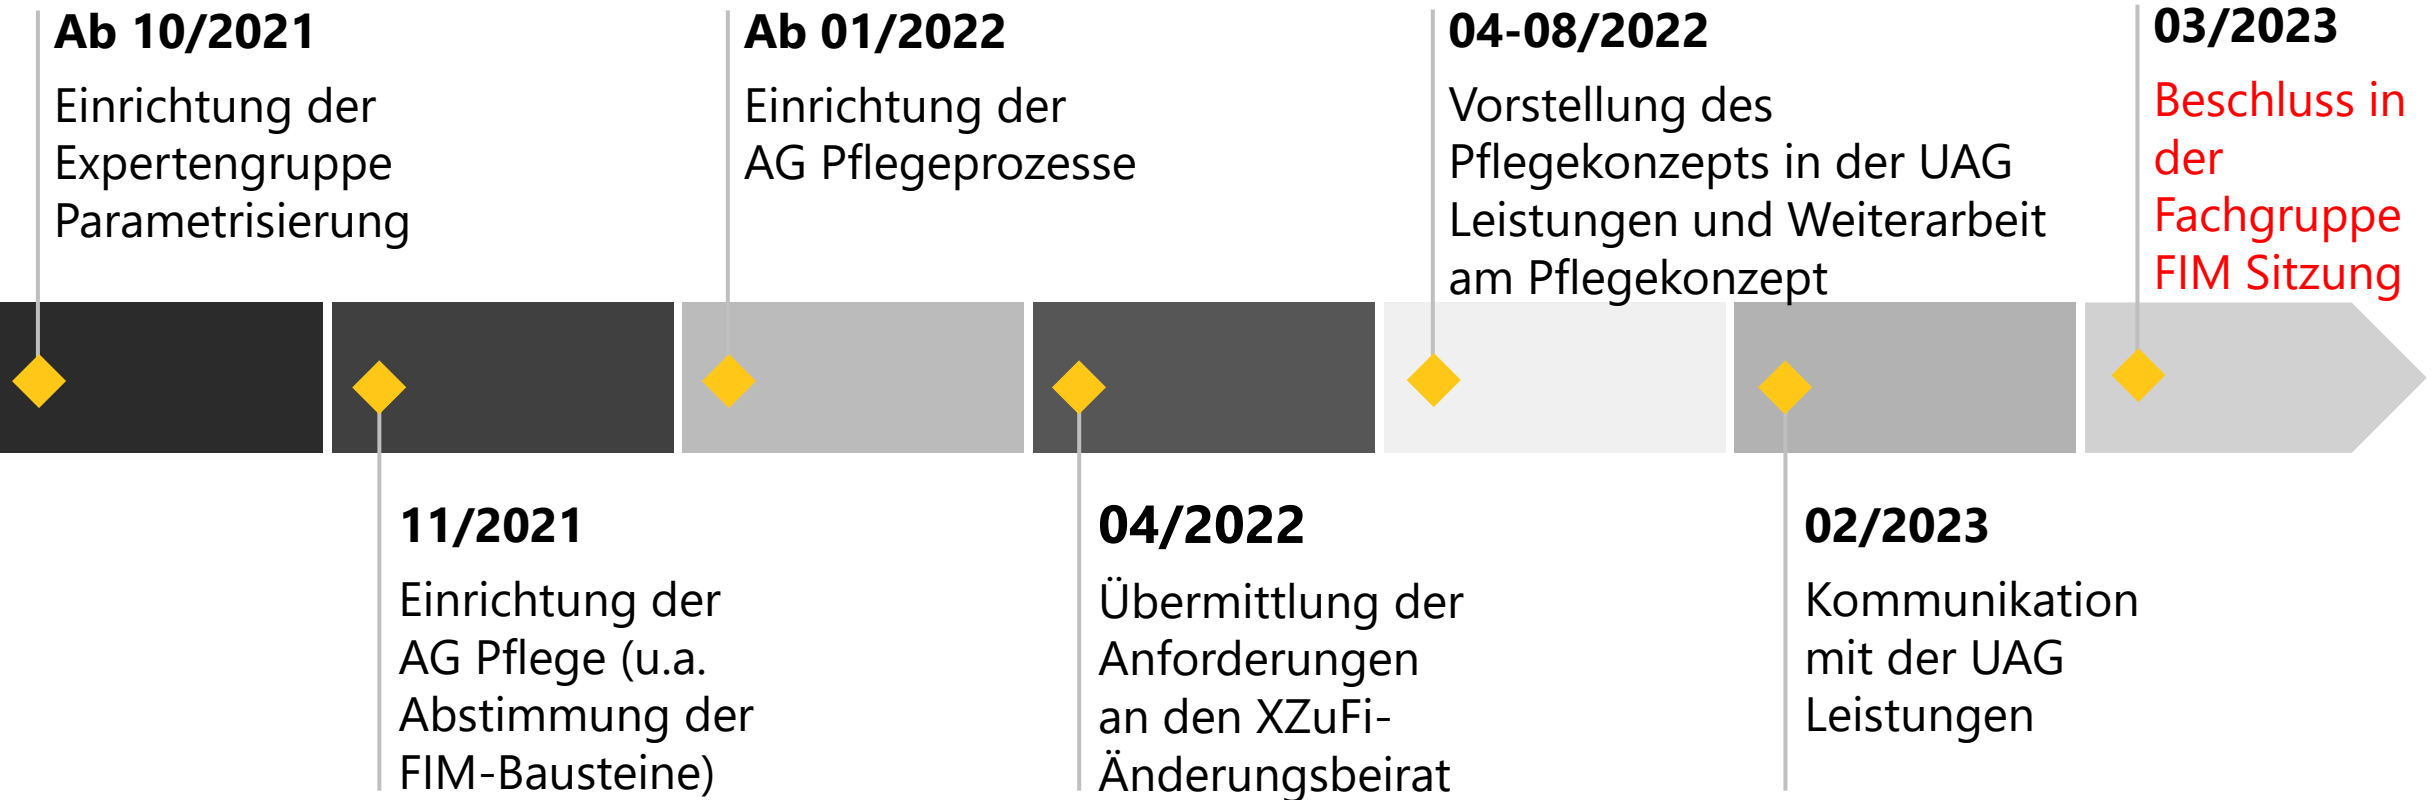 Ab 10/2021
Einrichtung der
Expertengruppe
Parametrisierung
11/2021
Einrichtung der
AG Pflege (u.a.
Abstimmung der
FIM-Bausteine)
Ab 01/2022
Einrichtung der
AG Pflegeprozesse
04/2022
Übermittlung der
Anforderungen
an den XZuFi-
Änderungsbeirat
04-08/2022
Vorstellung des
Pflegekonzepts in der UAG
Leistungen und Weiterarbeit
am Pflegekonzept
02/2023
Kommunikation
mit der UAG
Leistungen
03/2023
Beschluss in
der
Fachgruppe
FIM Sitzung